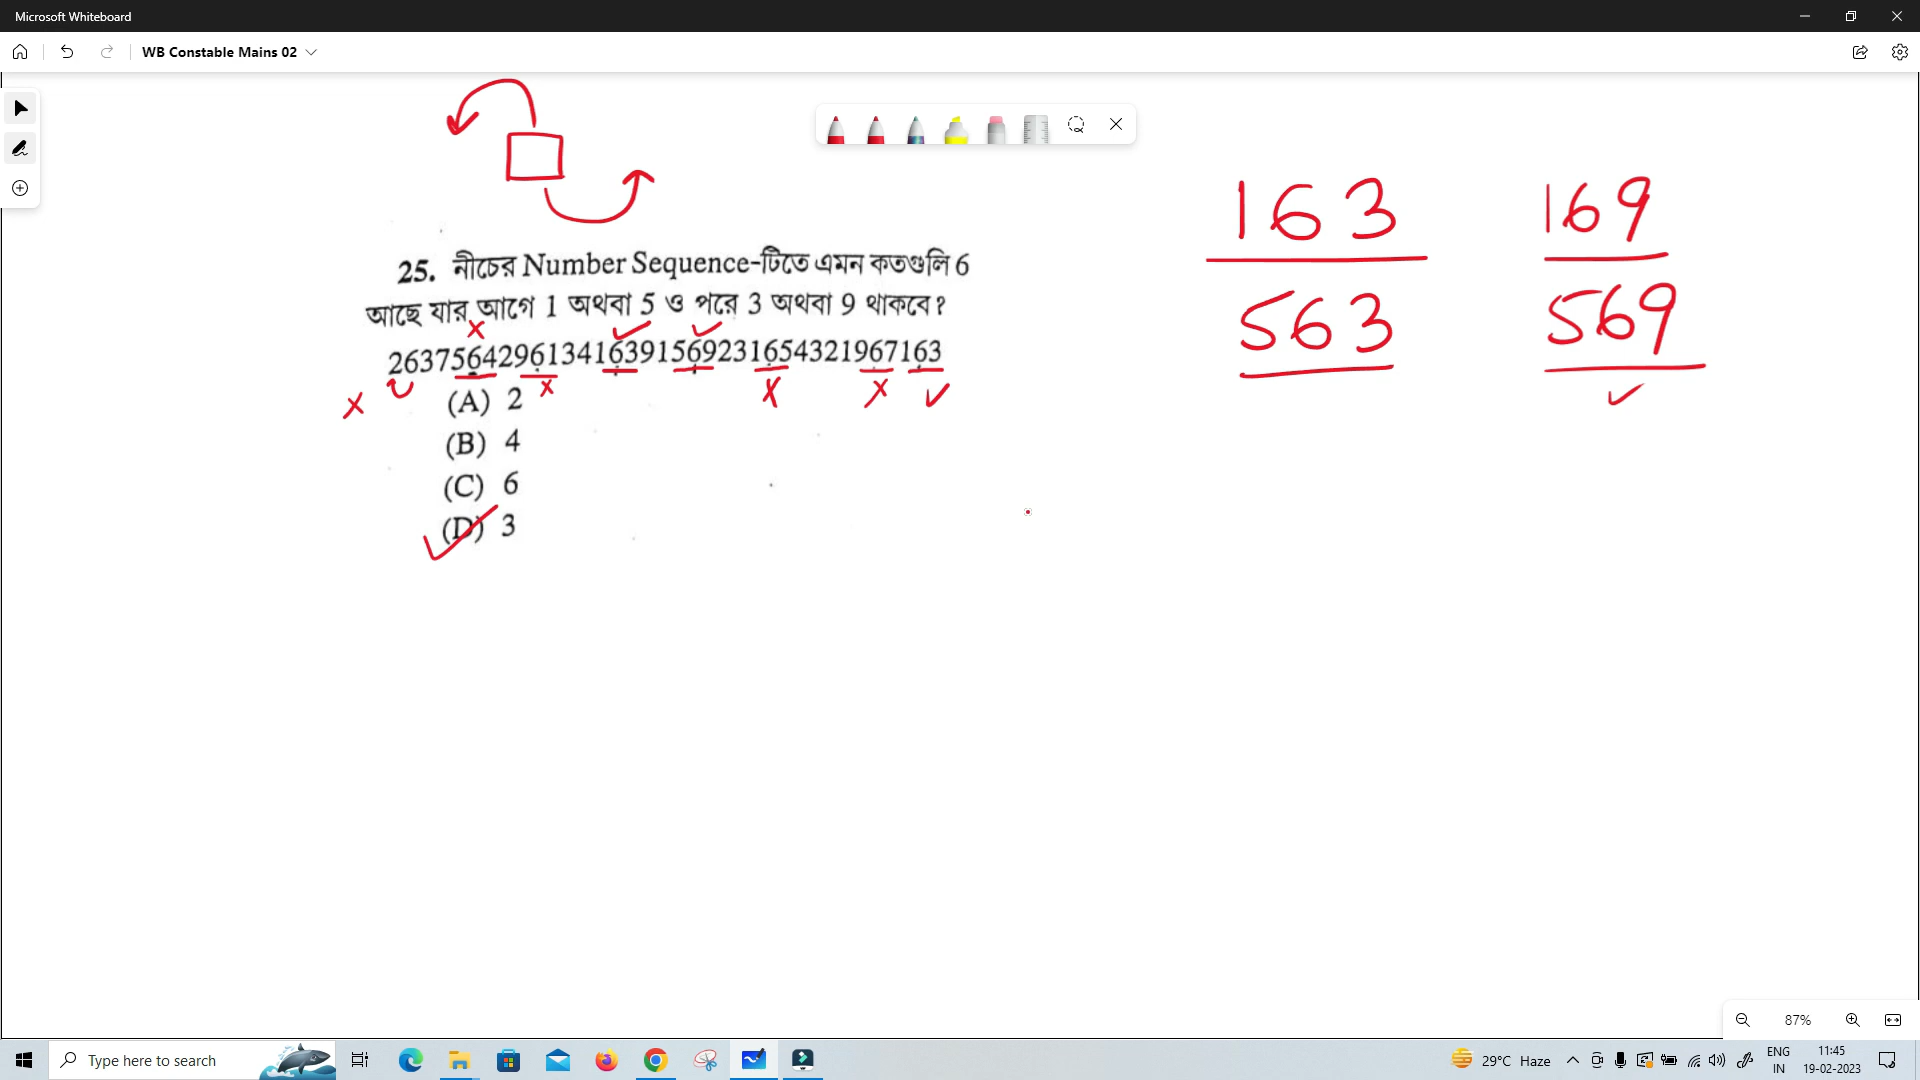 Microsoft Whiteboard
WB Constable Mains 02
163 169
25. নীচের Number Sequence-টিতে এমন কতগুলি 6
563 569
আছে যার আগে 1 অথবা 5 ও পরে 3 অথবা 9 থাকবে?
263756429613416391569231654321967163
(A) 2
(B) 4
(C) 6
(D) 3
87%
Type here to search
29°C Haze
ENG
IN
11:45
19-02-2023